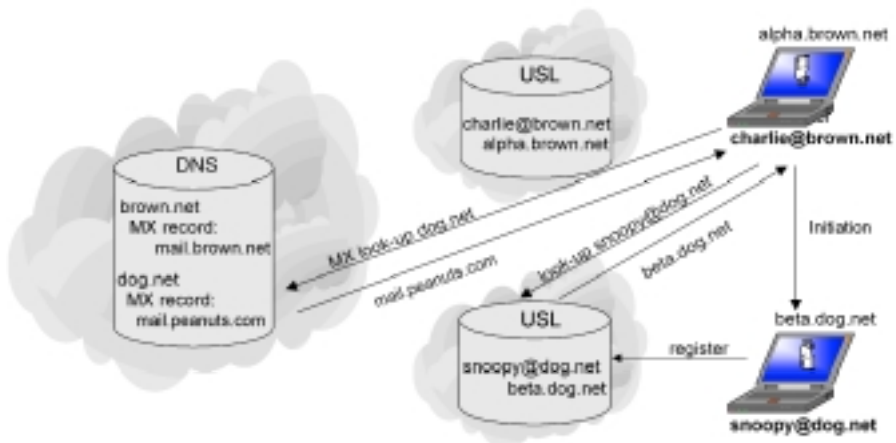 alpha.brown.net
USL
charlie@brown.net
alpha.brown.net
charlie@brown.net
DNS
brown.net
MX record:
mail.brown.net
dog.net
MX record:
mail.peanuts.com
MX look-up dog.net
mail.peanuts.com
look-up snoopy@dog.net
beta.dog.net
Initiation
USL
snoopy@dog.net
beta.dog.net
register
beta.dog.net
snoopy@dog.net